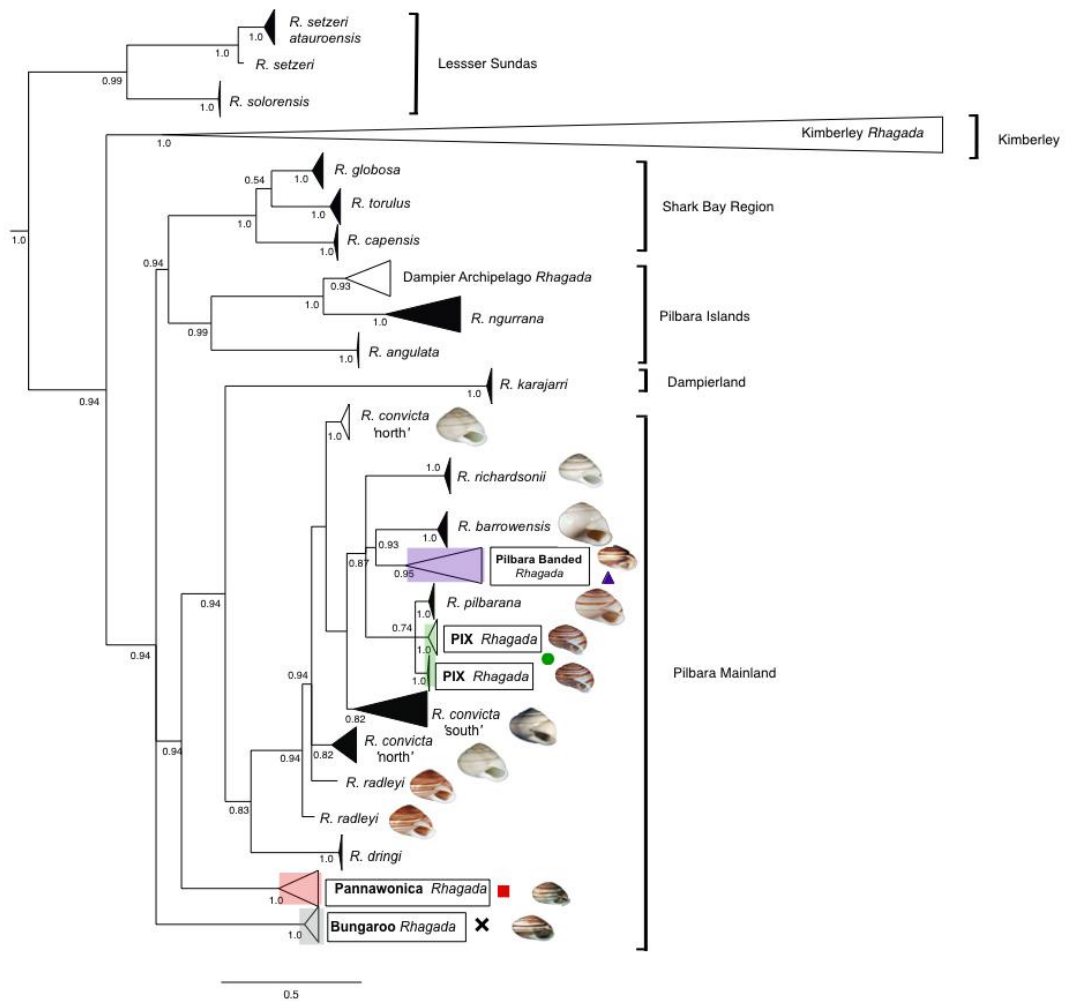 R. setzeri
atauroensis
1.0
1.0
R. setzeri
Lessser Sundas
0.99
R. solorensis
1.0
Kimberley Rhagada
1.0
Kimberley
R. globosa
0.54
1.0
R. torulus
1.0
Shark Bay Region
1.0
R. capensis
1.0
1.0
0.94
Dampier Archipelago Rhagada
0.93
1.0
R. ngurrana
1.0
Pilbara Islands
0.99
R. angulata
1.0
R. karajarri
1.0
Dampierland
0.94
R. convicta
'north'
1.0
1.0
R. richardsonii
R. barrowensis
1.0
0.93
0.87
Pilbara Banded
Rhagada
0.95
R. pilbarana
1.0
0.94
0.74
PIX Rhagada
1.0
0.94
PIX Rhagada
1.0
Pilbara Mainland
0.94
R. convicta
'south'
0.82
R. convicta
'north'
0.94
0.82
0.94
R. radleyi
0.83
R. radleyi
R. dringi
1.0
Pannawonica Rhagada
1.0
Bungaroo Rhagada
1.0
0.5